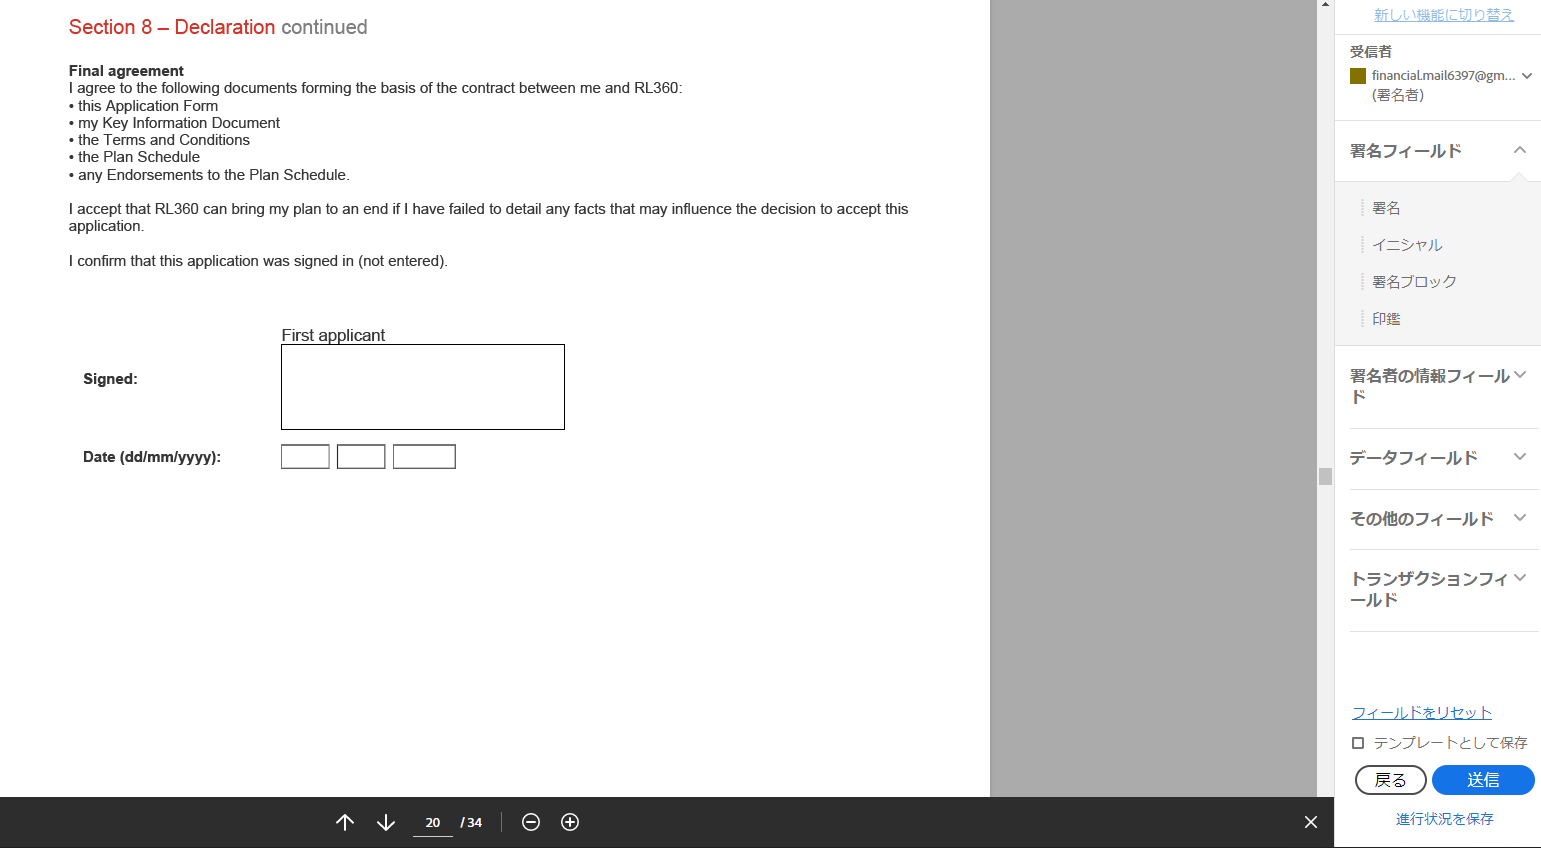 Section 8 – Declaration continued
Final agreement
I agree to the following documents forming the basis of the contract between me and RL360:
• this Application Form
• my Key Information Document
• the Terms and Conditions
• the Plan Schedule
• any Endorsements to the Plan Schedule.
I accept that RL360 can bring my plan to an end if I have failed to detail any facts that may influence the decision to accept this
application.
I confirm that this application was signed in (not entered).
First applicant
Signed:
Date (dd/mm/yyyy):
20 / 34
新しい機能に切り替え
受信者
financial.mail6397@gm...
(署名者)
署名フィールド
署名
イニシャル
署名ブロック
印鑑
署名者の情報フィール
ド
データフィールド
その他のフィールド
トランザクションフィ
ールド
フィールドをリセット
テンプレートとして保存
戻る 送信
進行状況を保存